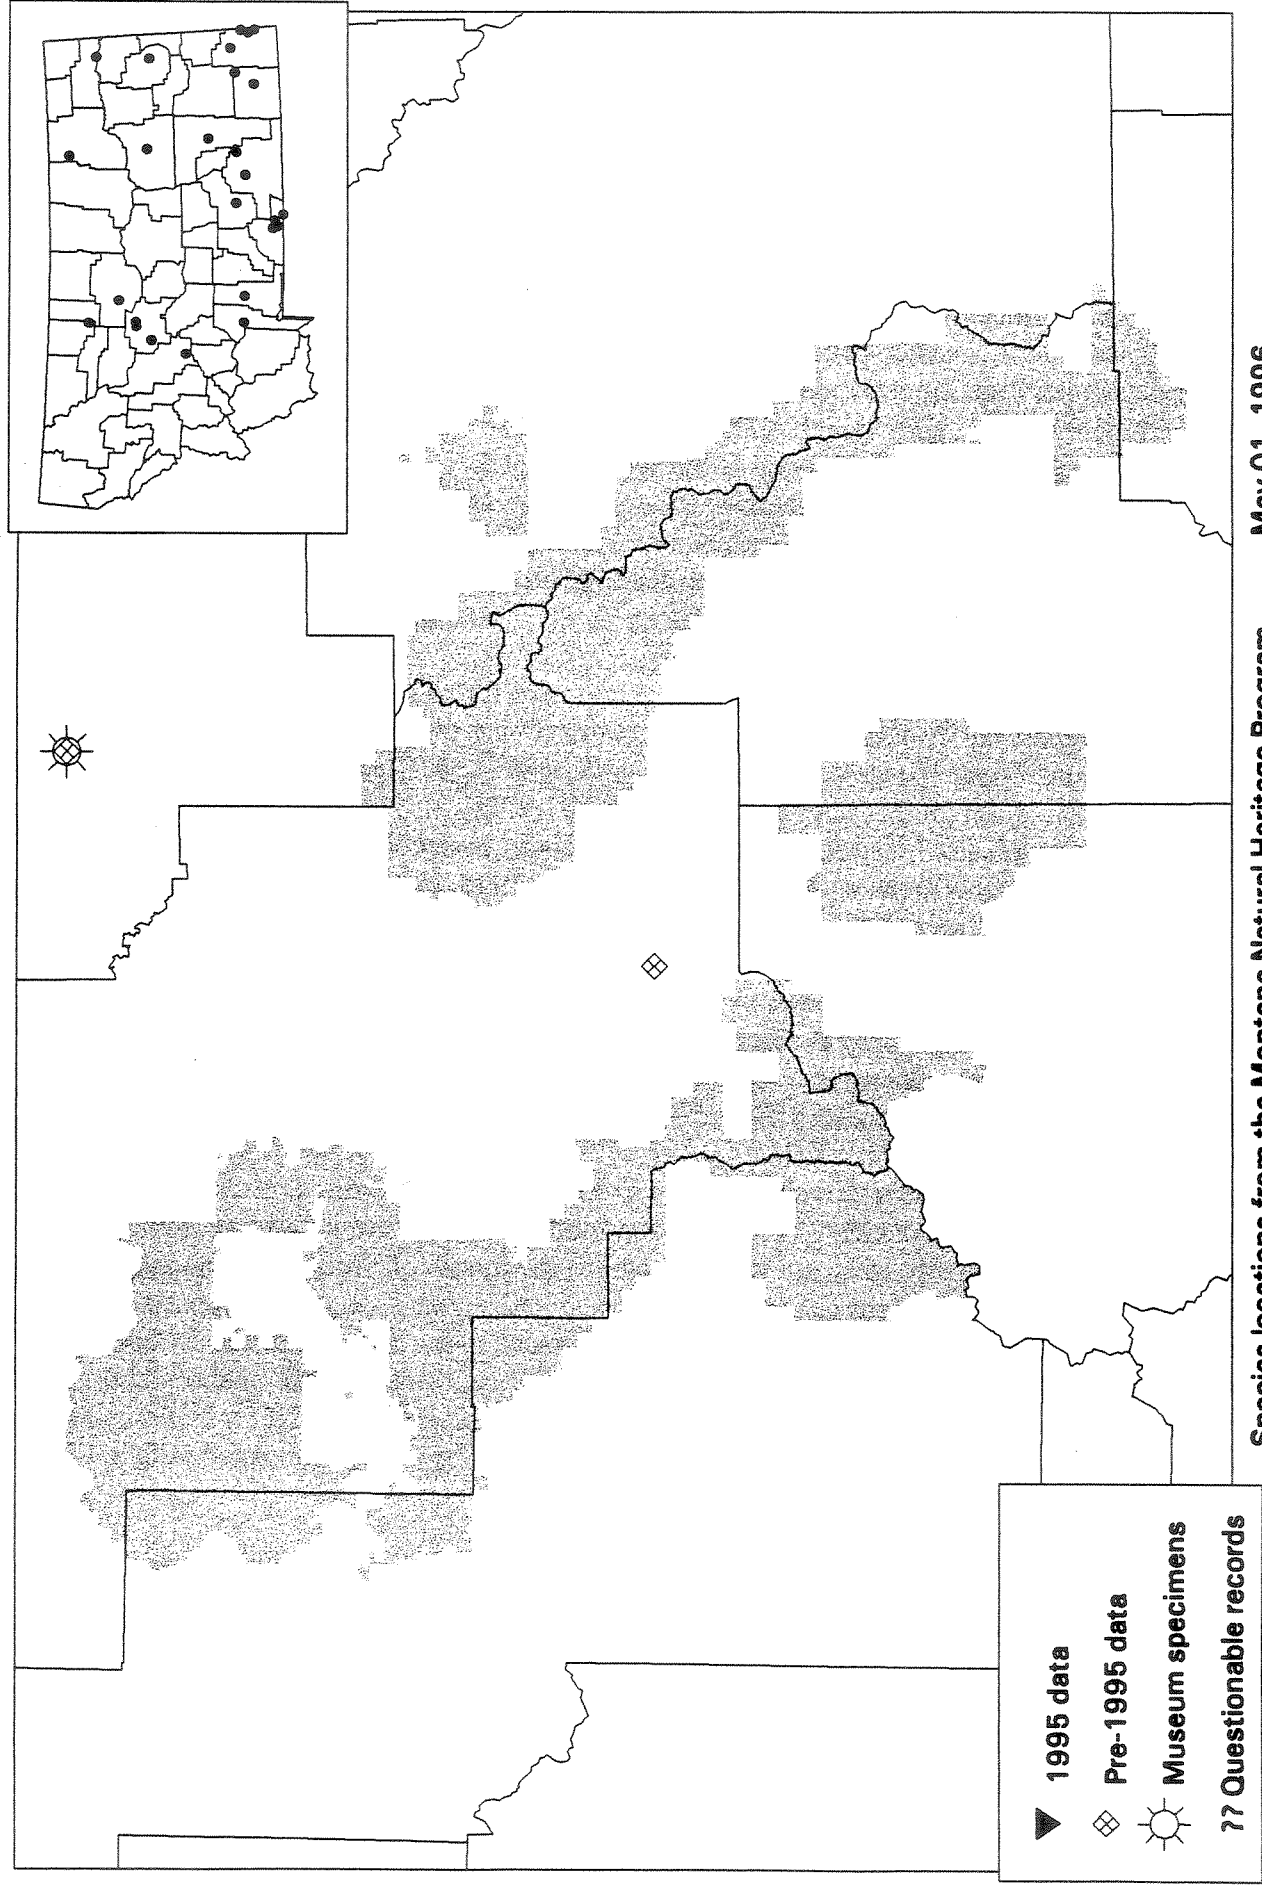 1995 data
Pre-1995 data
Museum specimens
?? Questionable records
Species locations from the Montana Natural Heritage Program May 01, 1996